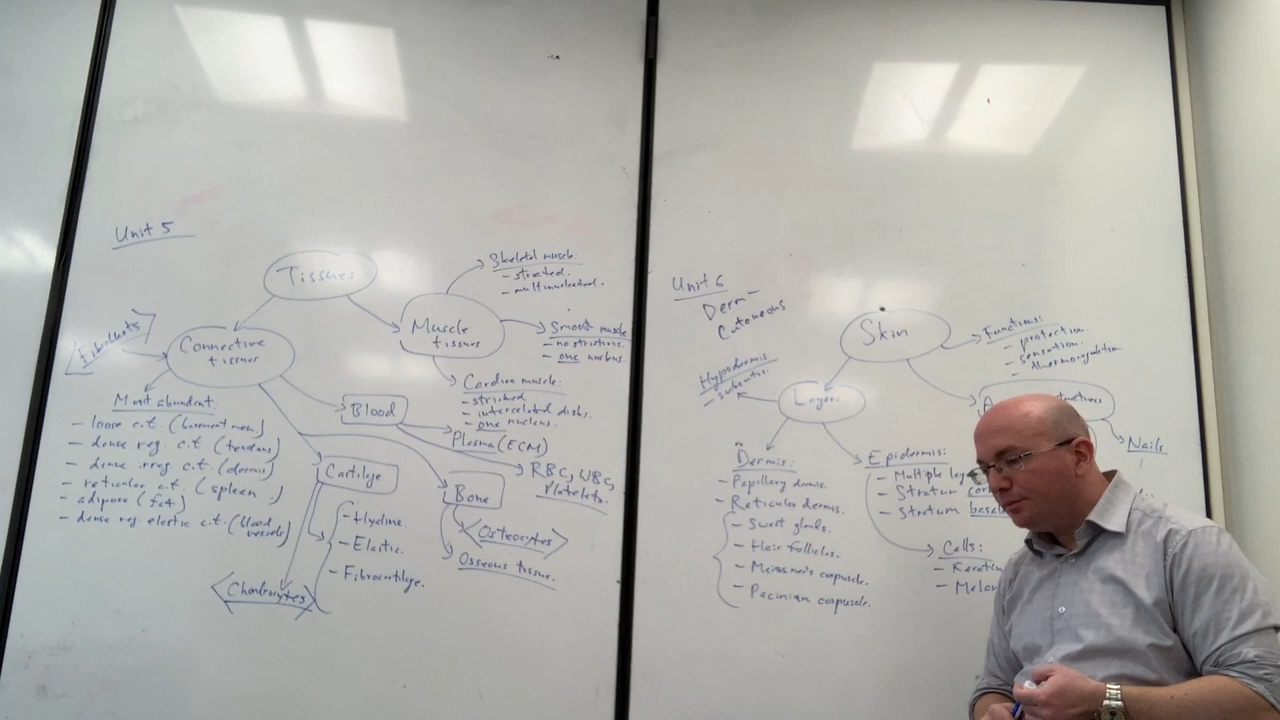 Unit 5
Tissues
Connective
tissues
Fibroblasts
Most abundant
- loose c.t. (basement mem.)
- dense reg. c.t (tendons)
- dense irreg. c.t. (dermis)
- reticular c.t. (spleen .)
- adipose (fat)
- dense reg. elastic c.t. (blood
vessels)
Muscle
tissues
Skeletal muscle:
- striated.
- multinucleated.
Smooth muscle
- no striations.
- one nucleus.
Cardiac muscle:
- striated
- intercalated disks.
- one nucleus.
Blood
Plasma (ECM)
RBC, WBC,
Platelets.
Cartilage
- Hyaline.
- Elastic.
- Fibrocartilage.
Chondrocytes
Bone
Osteocytes
Osseous tissue.
Unit 6
Derm -
Cutaneous
Skin
Functions:
- protection.
- sensation.
- thermoregulation.
Layers
Hypodermis
Dermis:
- Papillary dermis.
- Reticular dermis.
- Sweat glands.
- Hair follicles.
- Meissner's corpuscle.
- Pacinian corpuscle.
Epidermis:
- Multiple
- Stratum
- Stratum
Cells:
Nails